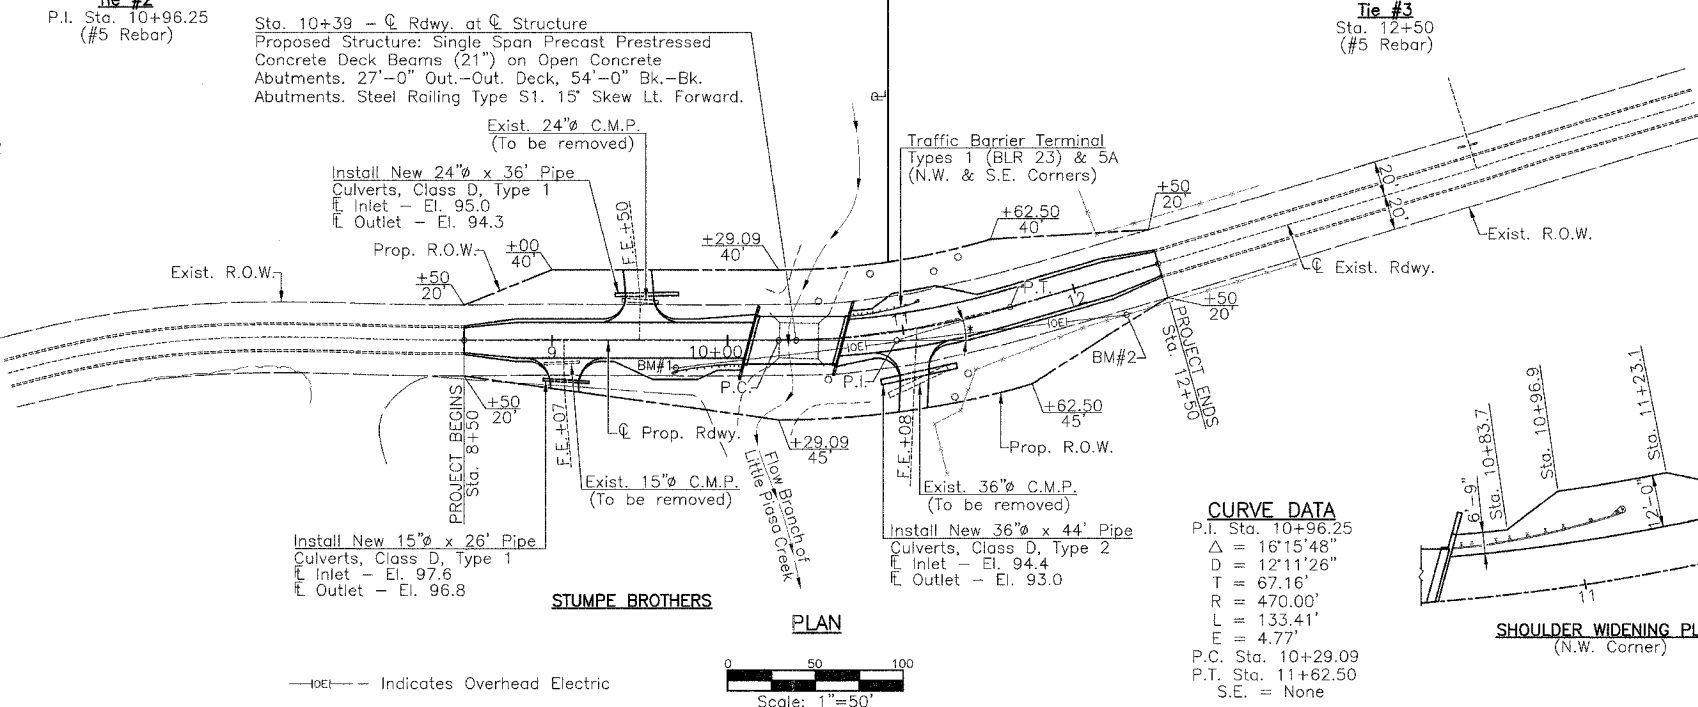 Tie #2
P.I. Sta. 10+96.25
(#5 Rebar)
Sta. 10+39 - ℄ Rdwy. at ℄ Structure
Proposed Structure: Single Span Precast Prestressed
Concrete Deck Beams (21") on Open Concrete
Abutments. 27'-0" Out.-Out. Deck, 54'-0" Bk.-Bk.
Abutments. Steel Railing Type S1. 15° Skew Lt. Forward.
Tie #3
Sta. 12+50
(#5 Rebar)
Exist. 24"ø C.M.P.
(To be removed)
Install New 24"ø x 36' Pipe
Culverts, Class D, Type 1
℄ Inlet - El. 95.0
℄ Outlet - El. 94.3
Traffic Barrier Terminal
Types 1 (BLR 23) & 5A
(N.W. & S.E. Corners)
Exist. R.O.W.
Prop. R.O.W.
+00
40'
+50
20'
F.E. +50
+29.09
40'
+62.50
40'
+50
20'
20'
20'
Exist. R.O.W.
℄ Exist. Rdwy.
P.T.
12
11
9
10+00
BM#1
P.C.
OE
P.I.
OE
BM#2
+50
20'
PROJECT ENDS
Sta. 12+50
PROJECT BEGINS
Sta. 8+50
+50
20'
F.E. +07
℄ Prop. Rdwy.
+29.09
45'
Flow Branch of
Little Piasa Creek
F.E. +08
+62.50
45'
Prop. R.O.W.
Exist. 15"ø C.M.P.
(To be removed)
Exist. 36"ø C.M.P.
(To be removed)
Install New 15"ø x 26' Pipe
Culverts, Class D, Type 1
℄ Inlet - El. 97.6
℄ Outlet - El. 96.8
Install New 36"ø x 44' Pipe
Culverts, Class D, Type 2
℄ Inlet - El. 94.4
℄ Outlet - El. 93.0
STUMPE BROTHERS
PLAN
0 50 100
Scale: 1"=50'
OE - Indicates Overhead Electric
CURVE DATA
P.I. Sta. 10+96.25
Δ = 16°15'48"
D = 12°11'26"
T = 67.16'
R = 470.00'
L = 133.41'
E = 4.77'
P.C. Sta. 10+29.09
P.T. Sta. 11+62.50
S.E. = None
6'-9"
Sta. 10+83.7
Sta. 10+96.9
Sta. 11+23.1
12'-0"
11
SHOULDER WIDENING PL
(N.W. Corner)